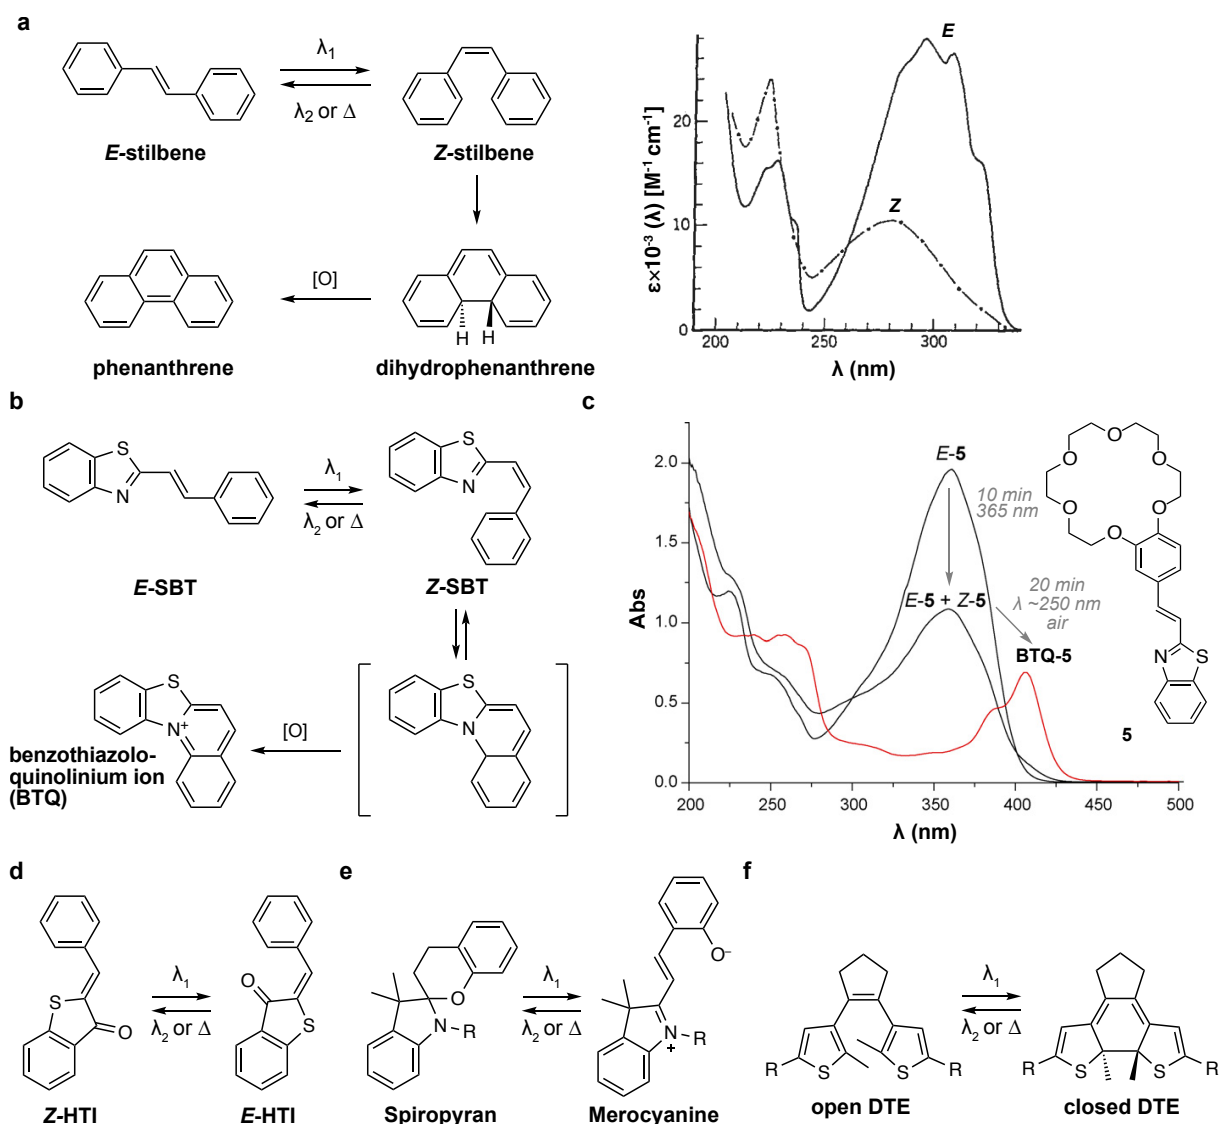 a
λ1
λ2 or Δ
E-stilbene
Z-stilbene
[O]
H
H
phenanthrene
dihydrophenanthrene
E
Z
ε×10-3 (λ) [M-1 cm-1]
20
10
0
200
250
300
λ (nm)
b
S
N
λ1
λ2 or Δ
S
N
E-SBT
Z-SBT
S
N+
[O]
S
N
benzothiazolo-
quinolinium ion
(BTQ)
c
Abs
2.0
1.5
1.0
0.5
0.0
200
250
300
350
400
450
500
λ (nm)
E-5
10 min
365 nm
E-5 + Z-5
20 min
λ ~250 nm
air
BTQ-5
O
O
O
O
O
O
N
S
5
d
S
O
λ1
λ2 or Δ
O
S
Z-HTI
E-HTI
e
O
N
R
λ1
λ2 or Δ
O−
N
+
R
Spiropyran
Merocyanine
f
R
S
S
R
λ1
λ2 or Δ
R
S
S
R
open DTE
closed DTE